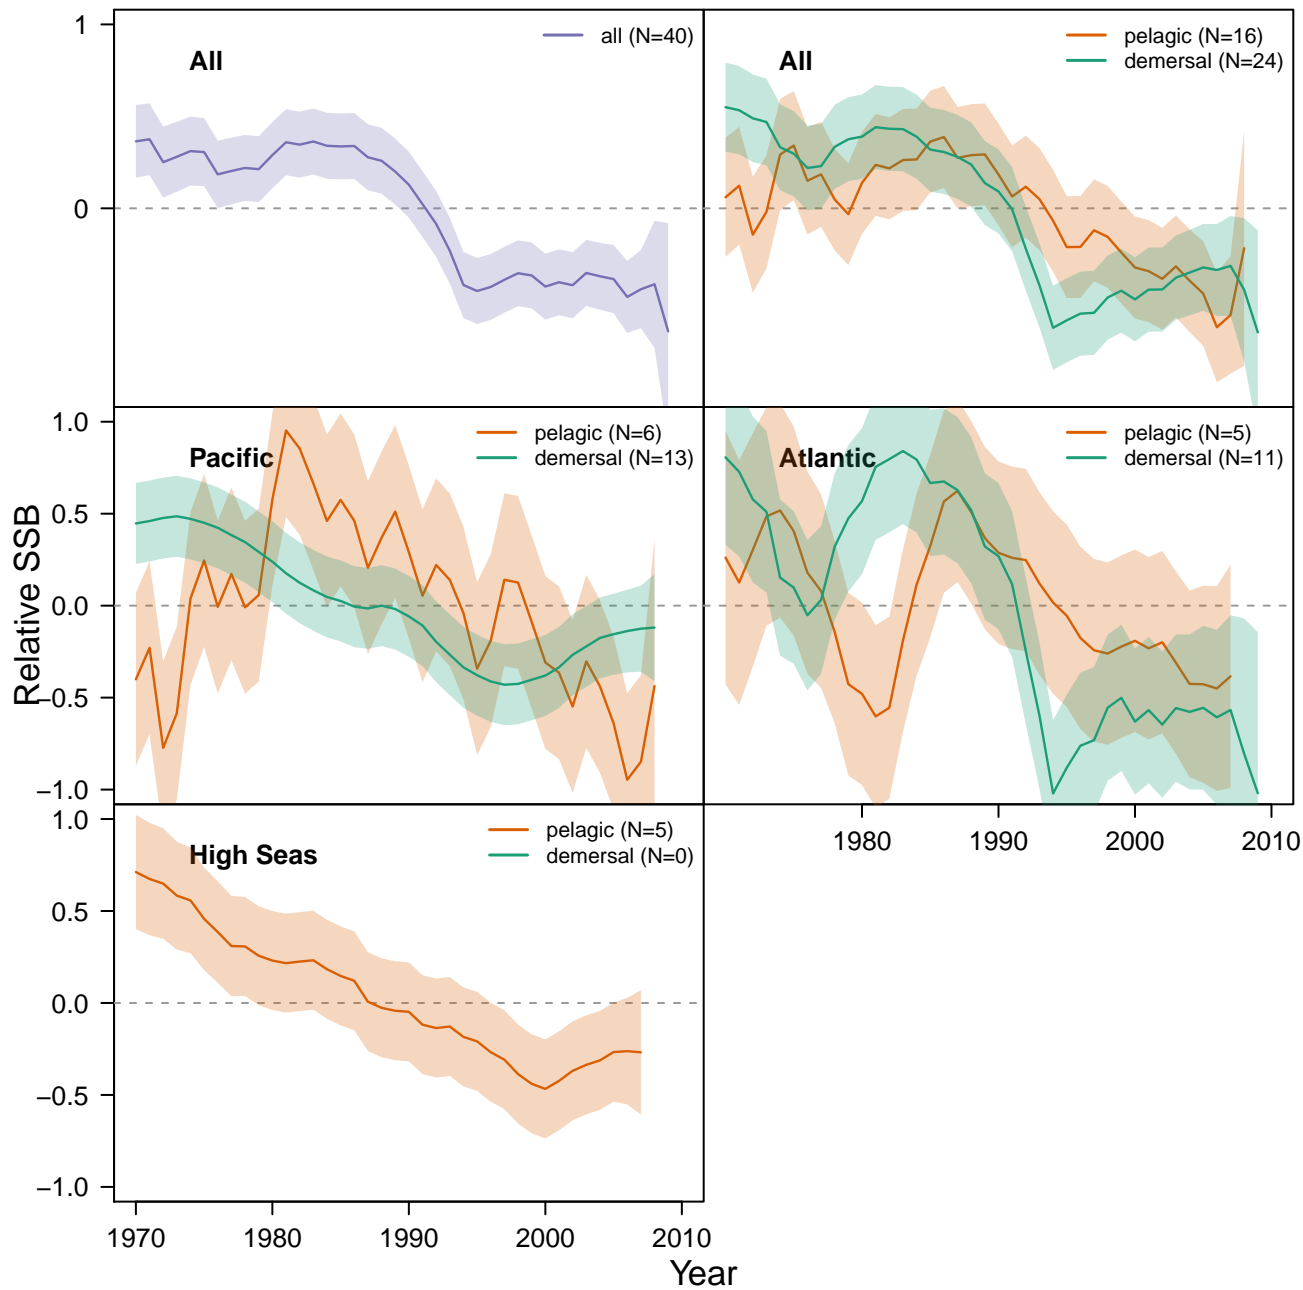 1
0
All
all (N=40)
All
pelagic (N=16)
demersal (N=24)
Relative SSB
1.0
0.5
0.0
−0.5
−1.0
Pacific
pelagic (N=6)
demersal (N=13)
Atlantic
pelagic (N=5)
demersal (N=11)
1980
1990
2000
2010
1.0
0.5
0.0
−0.5
−1.0
High Seas
pelagic (N=5)
demersal (N=0)
1970
1980
1990
2000
2010
Year